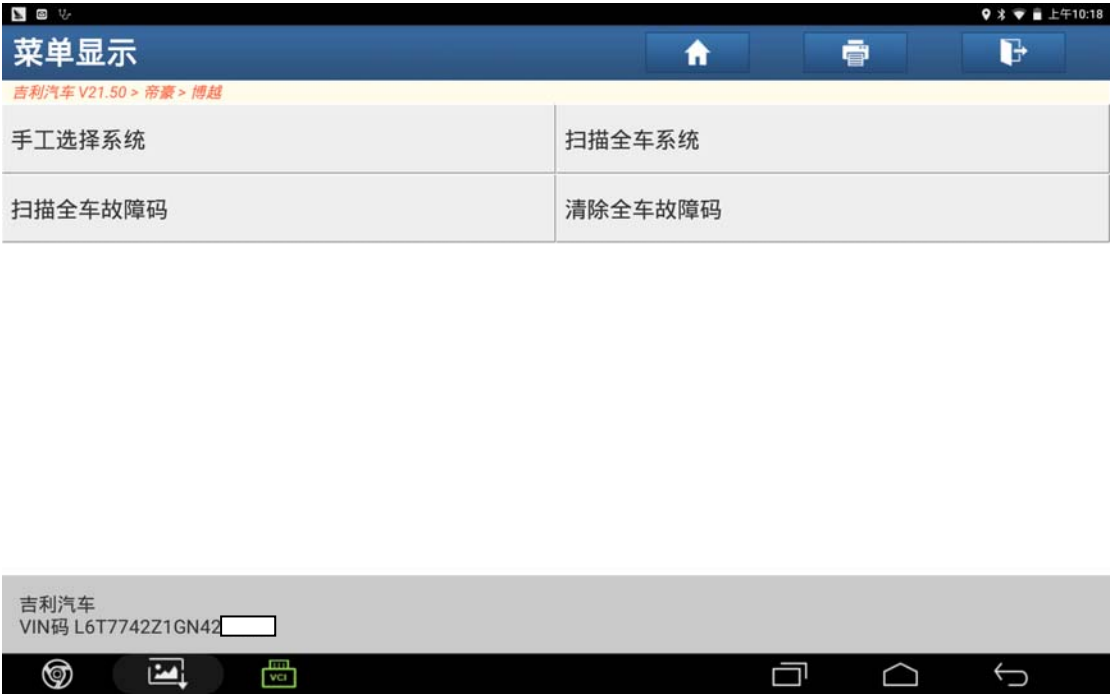 上午10:18
菜单显示
吉利汽车 V21.50 > 帝豪 > 博越
手工选择系统
扫描全车系统
扫描全车故障码
清除全车故障码
吉利汽车
VIN码 L6T7742Z1GN42
VCI